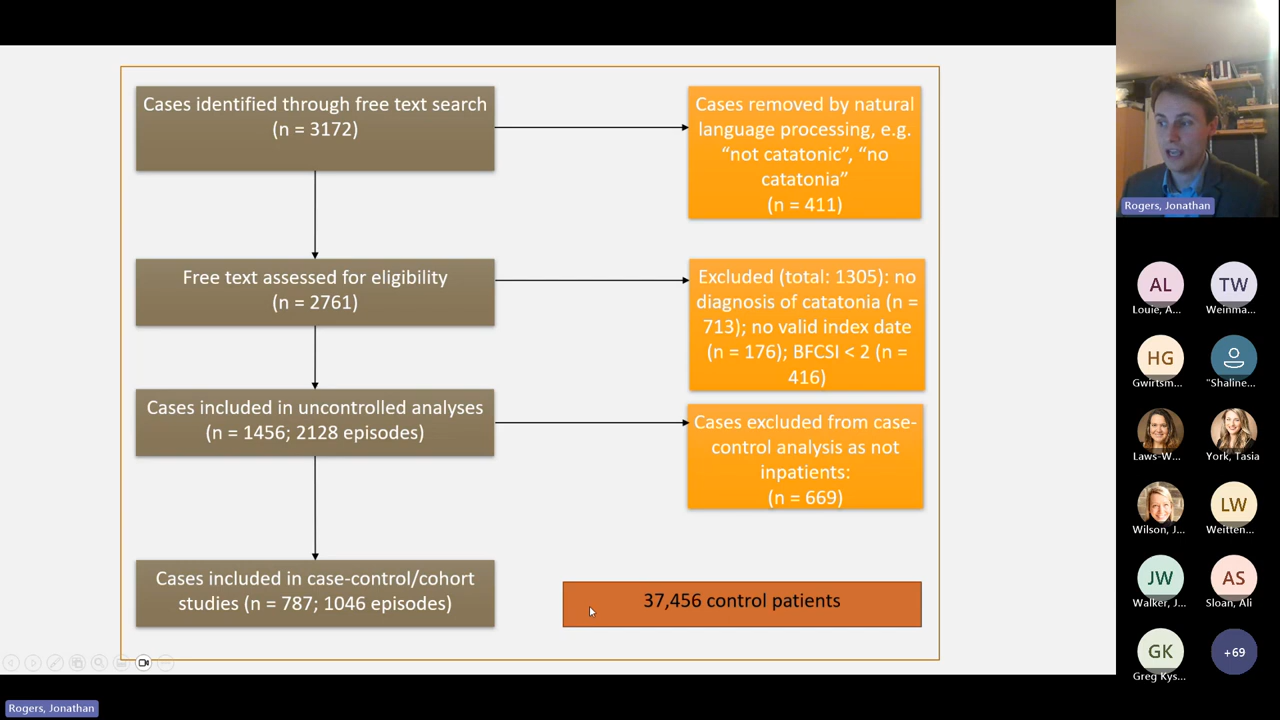 Cases identified through free text search
(n = 3172)
Cases removed by natural
language processing, e.g.
“not catatonic”, “no
catatonia”
(n = 411)
Free text assessed for eligibility
(n = 2761)
Excluded (total: 1305): no
diagnosis of catatonia (n =
713); no valid index date
(n = 176); BFCSI < 2 (n =
416)
Cases included in uncontrolled analyses
(n = 1456; 2128 episodes)
Cases excluded from case-
control analysis as not
inpatients:
(n = 669)
Cases included in case-control/cohort
studies (n = 787; 1046 episodes)
37,456 control patients
Rogers, Jonathan
AL
Louie, A...
TW
Weinma...
HG
Gwirtsm...
"Shaline...
Laws-W...
York, Tasia
Wilson, J...
LW
Weitten...
JW
Walker, J...
AS
Sloan, Ali
GK
Greg Kys...
+69
Rogers, Jonathan